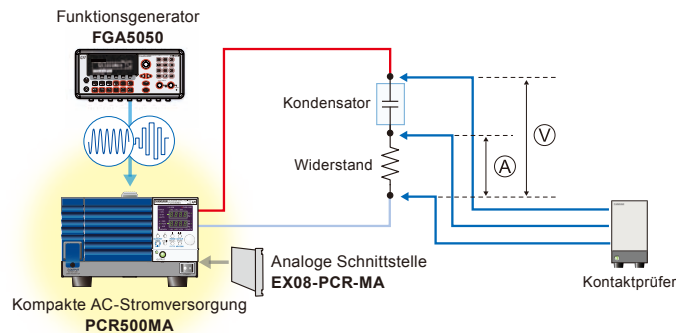 Funktionsgenerator
FGA5050
Kondensator
Widerstand
V
A
Analoge Schnittstelle
EX08-PCR-MA
Kontaktprüfer
Kompakte AC-Stromversorgung
PCR500MA